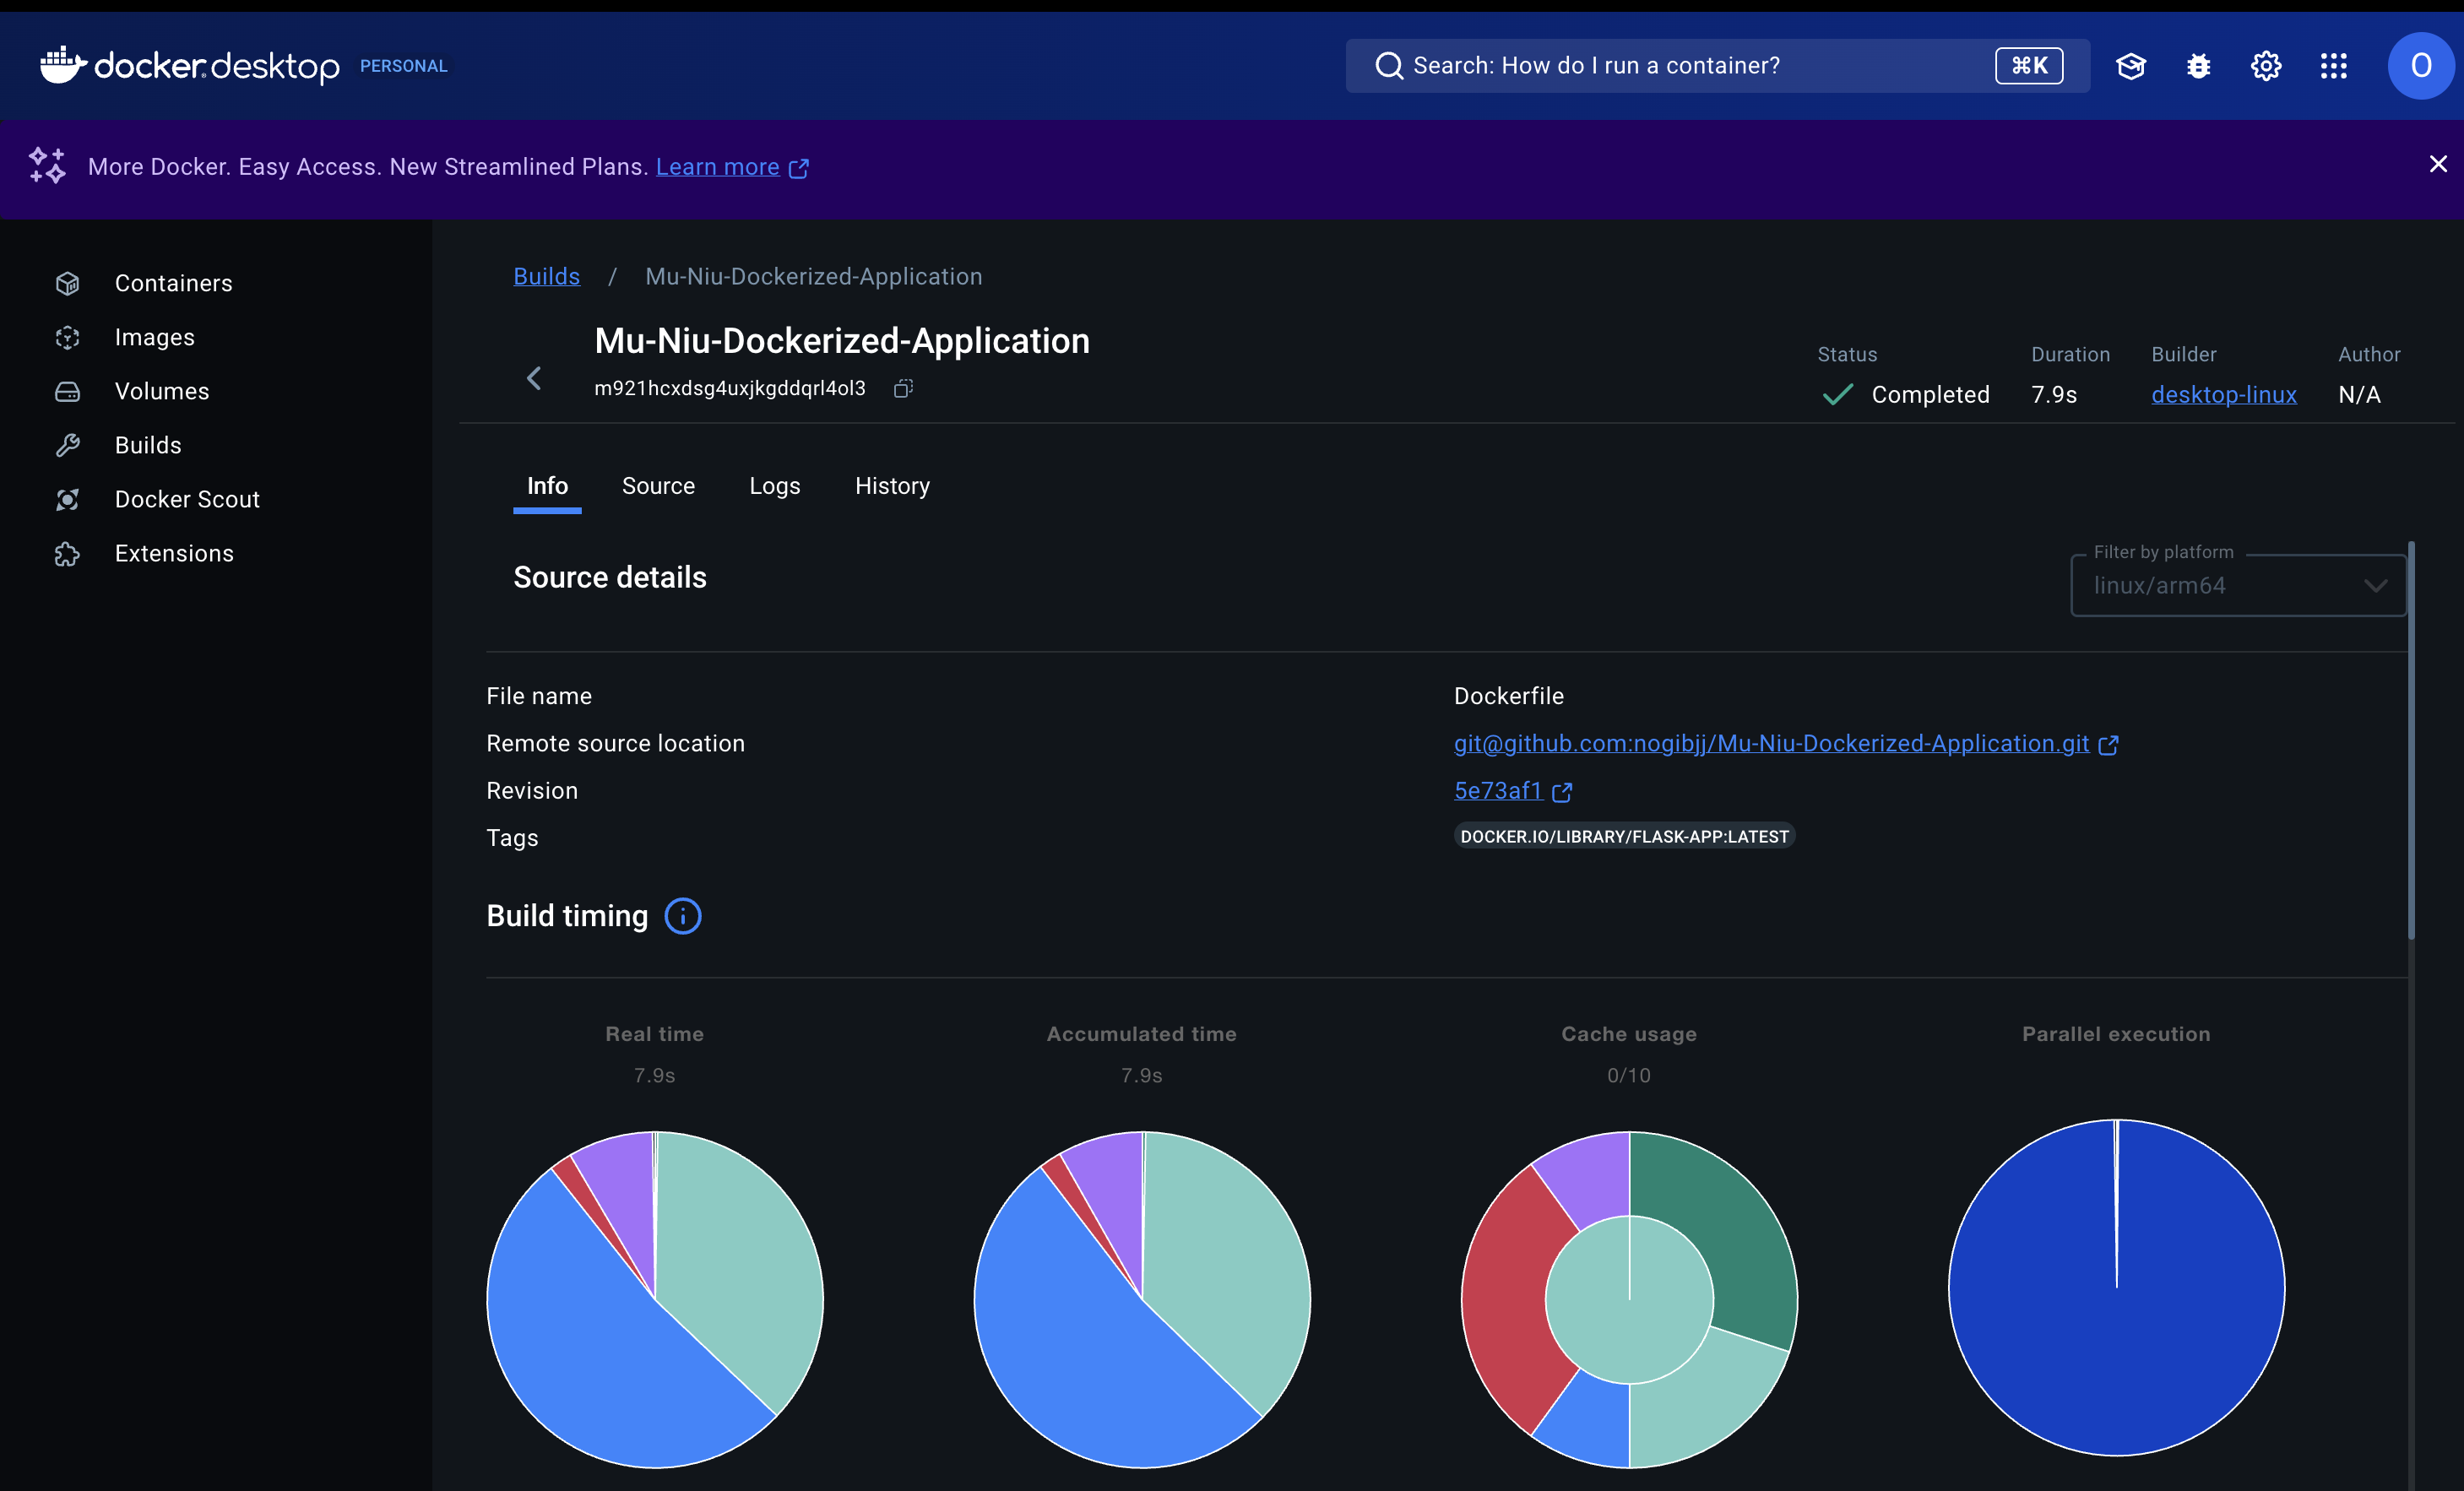 docker desktop PERSONAL
Search: How do I run a container?
⌘K
O
More Docker. Easy Access. New Streamlined Plans. Learn more
Containers
Images
Volumes
Builds
Docker Scout
Extensions
Builds / Mu-Niu-Dockerized-Application
Mu-Niu-Dockerized-Application
m921hcxdsg4uxjkgddqrl4ol3
Status
Completed
Duration
7.9s
Builder
desktop-linux
Author
N/A
Info Source Logs History
Source details
Filter by platform
linux/arm64
File name Dockerfile
Remote source location git@github.com:nogibjj/Mu-Niu-Dockerized-Application.git
Revision 5e73af1
Tags DOCKER.IO/LIBRARY/FLASK-APP:LATEST
Build timing
Real time
7.9s
Accumulated time
7.9s
Cache usage
0/10
Parallel execution